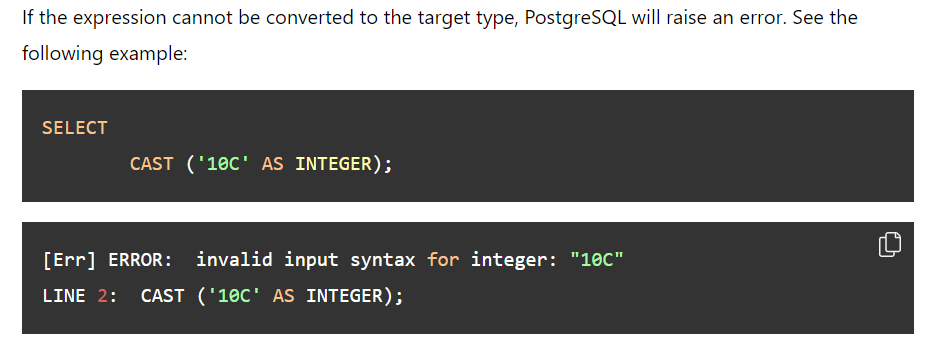 If the expression cannot be converted to the target type, PostgreSQL will raise an error. See the
following example:
SELECT
CAST ('10C' AS INTEGER);
[Err] ERROR:  invalid input syntax for integer: "10C"
LINE 2:  CAST ('10C' AS INTEGER);